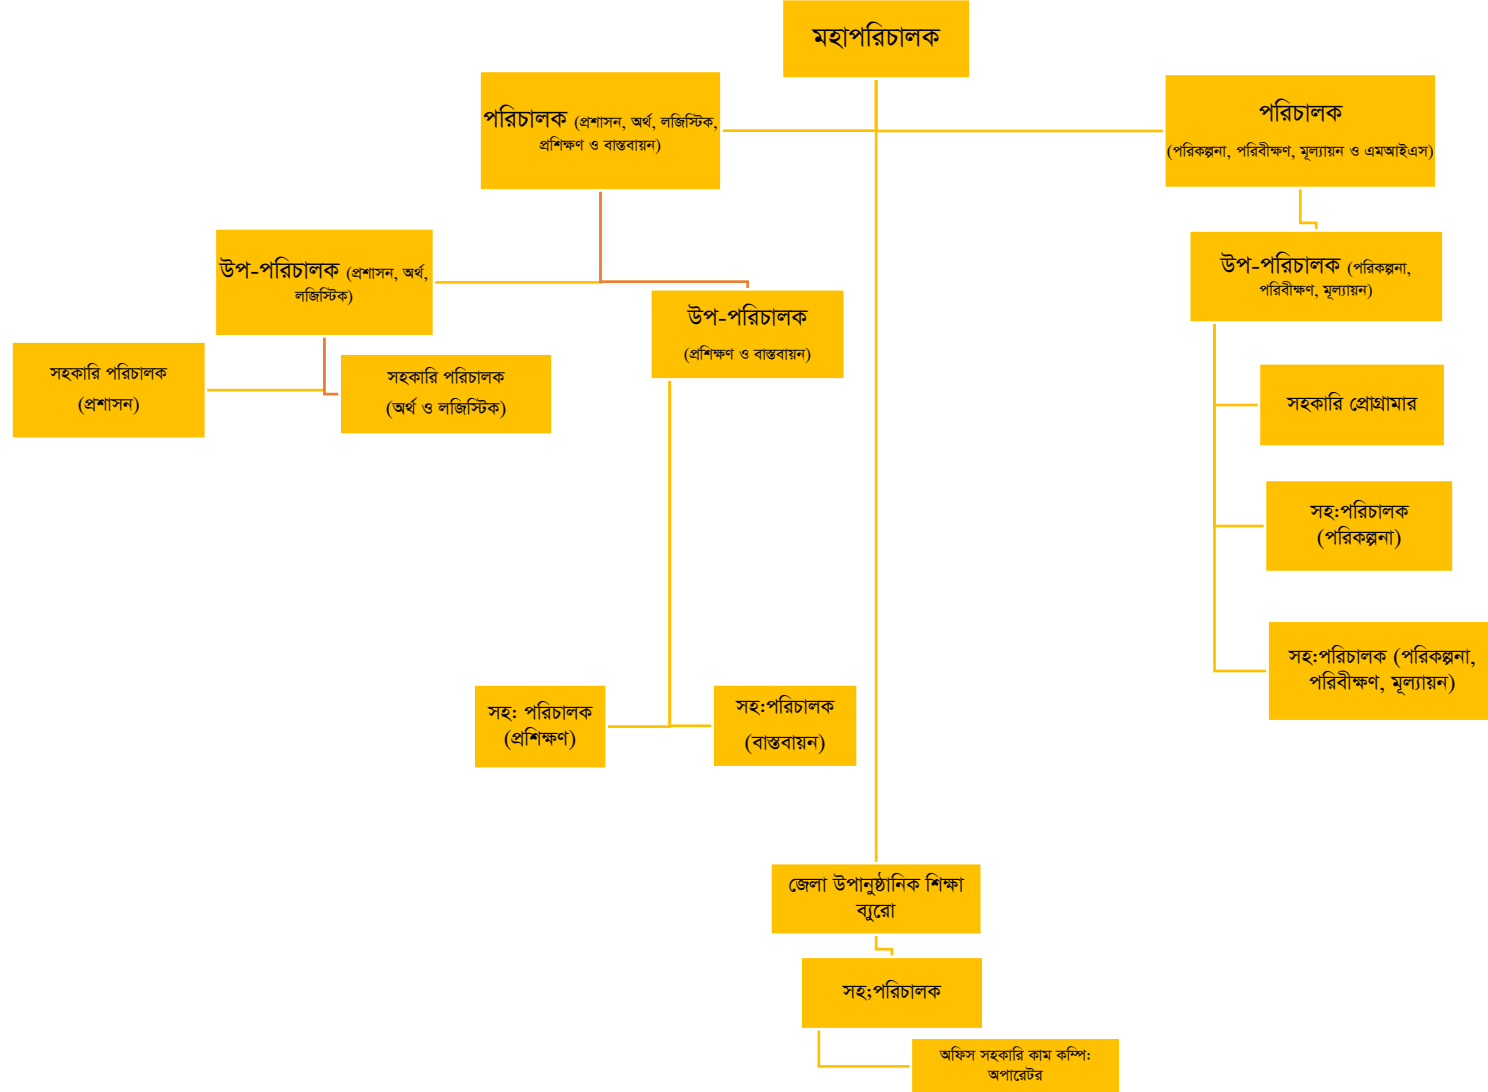 মহাপরিচালক
পরিচালক (প্রশাসন, অর্থ, লজিস্টিক,
প্রশিক্ষণ ও বাস্তবায়ন)
পরিচালক
(পরিকল্পনা, পরিবীক্ষণ, মূল্যায়ন ও এমআইএস)
উপ-পরিচালক (প্রশাসন, অর্থ,
লজিস্টিক)
উপ-পরিচালক
(প্রশিক্ষণ ও বাস্তবায়ন)
উপ-পরিচালক (পরিকল্পনা,
পরিবীক্ষণ, মূল্যায়ন)
সহকারি পরিচালক
(প্রশাসন)
সহকারি পরিচালক
(অর্থ ও লজিস্টিক)
সহকারি প্রোগ্রামার
সহ:পরিচালক
(পরিকল্পনা)
সহ:পরিচালক (পরিকল্পনা,
পরিবীক্ষণ, মূল্যায়ন)
সহ: পরিচালক
(প্রশিক্ষণ)
সহ:পরিচালক
(বাস্তবায়ন)
জেলা উপানুষ্ঠানিক শিক্ষা
ব্যুরো
সহ;পরিচালক
অফিস সহকারি কাম কম্পি:
অপারেটর